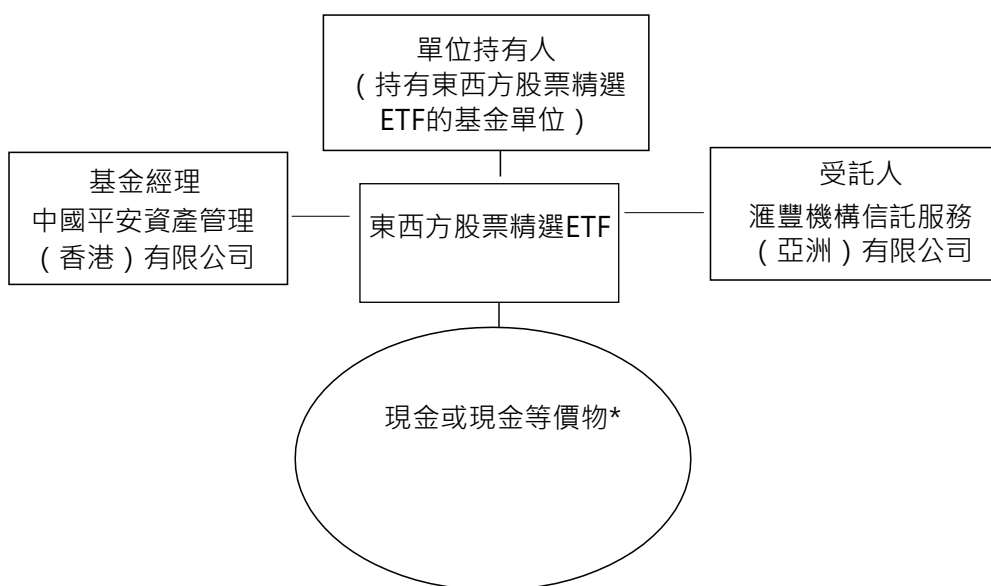 單位持有人
（持有東西方股票精選
ETF的基金單位）
基金經理
中國平安資產管理
（香港）有限公司
東西方股票精選ETF
受託人
滙豐機構信託服務
（亞洲）有限公司
現金或現金等價物*